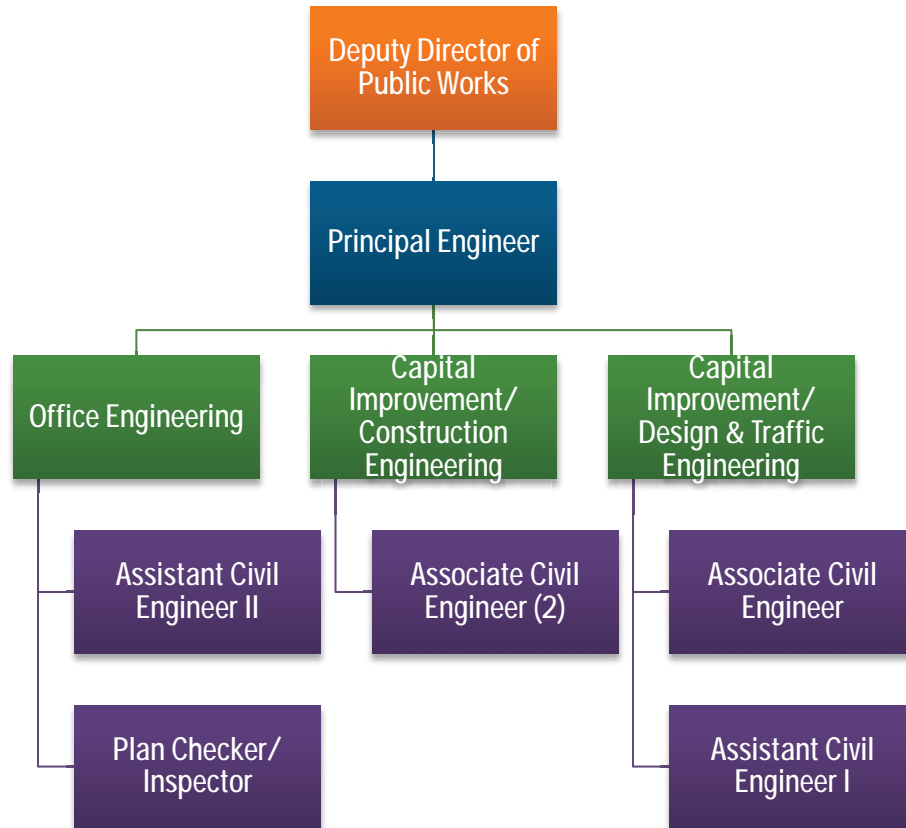 Deputy Director of
Public Works
Principal Engineer
Office Engineering
Capital
Improvement/
Construction
Engineering
Capital
Improvement/
Design & Traffic
Engineering
Assistant Civil
Engineer II
Associate Civil
Engineer (2)
Associate Civil
Engineer
Plan Checker/
Inspector
Assistant Civil
Engineer I